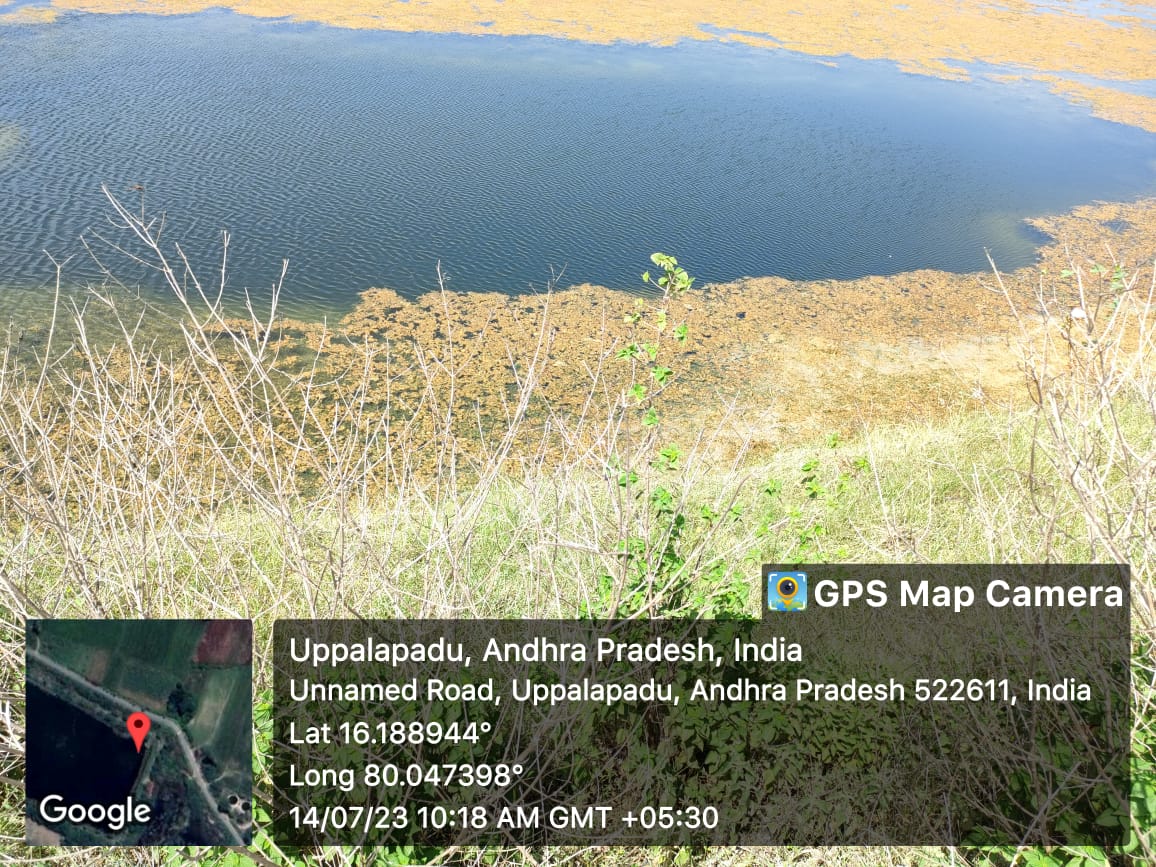 GPS Map Camera
Uppalapadu, Andhra Pradesh, India
Unnamed Road, Uppalapadu, Andhra Pradesh 522611, India
Lat 16.188944°
Long 80.047398°
14/07/23 10:18 AM GMT +05:30
Google